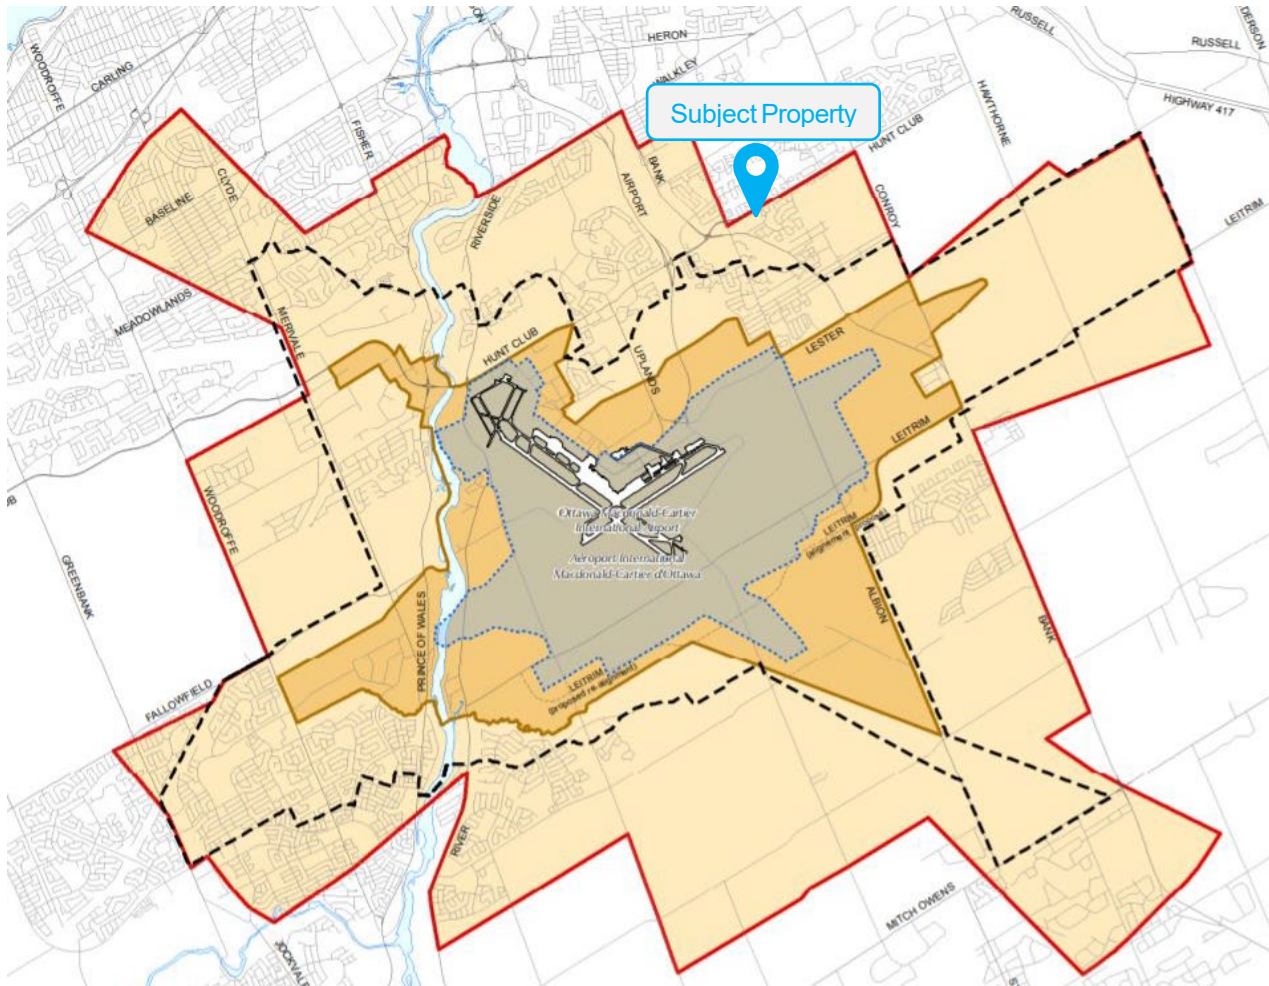 RUSSELL
WOODROFFE
CARLING
HERON
WALKLEY
RUSSELL
HIGHWAY 417
HAWTHORNE
FISHER
Subject Property
HUNT CLUB
BANK
AIRPORT
CONROY
LEITRIM
CLYDE
BASELINE
RIVERSIDE
MEADOWLANDS
MERIVALE
HUNT CLUB
UPLANDS
LESTER
LEITRIM
WOODROFFE
Ottawa Macdonald-Cartier
International Airport
Aéroport International
Macdonald-Cartier d'Ottawa
LEITRIM
GREENBANK
ALBION
BANK
PRINCE OF WALES
FALLOWFIELD
LEITRIM
(proposed re-alignment)
RIVER
MITCH OWENS